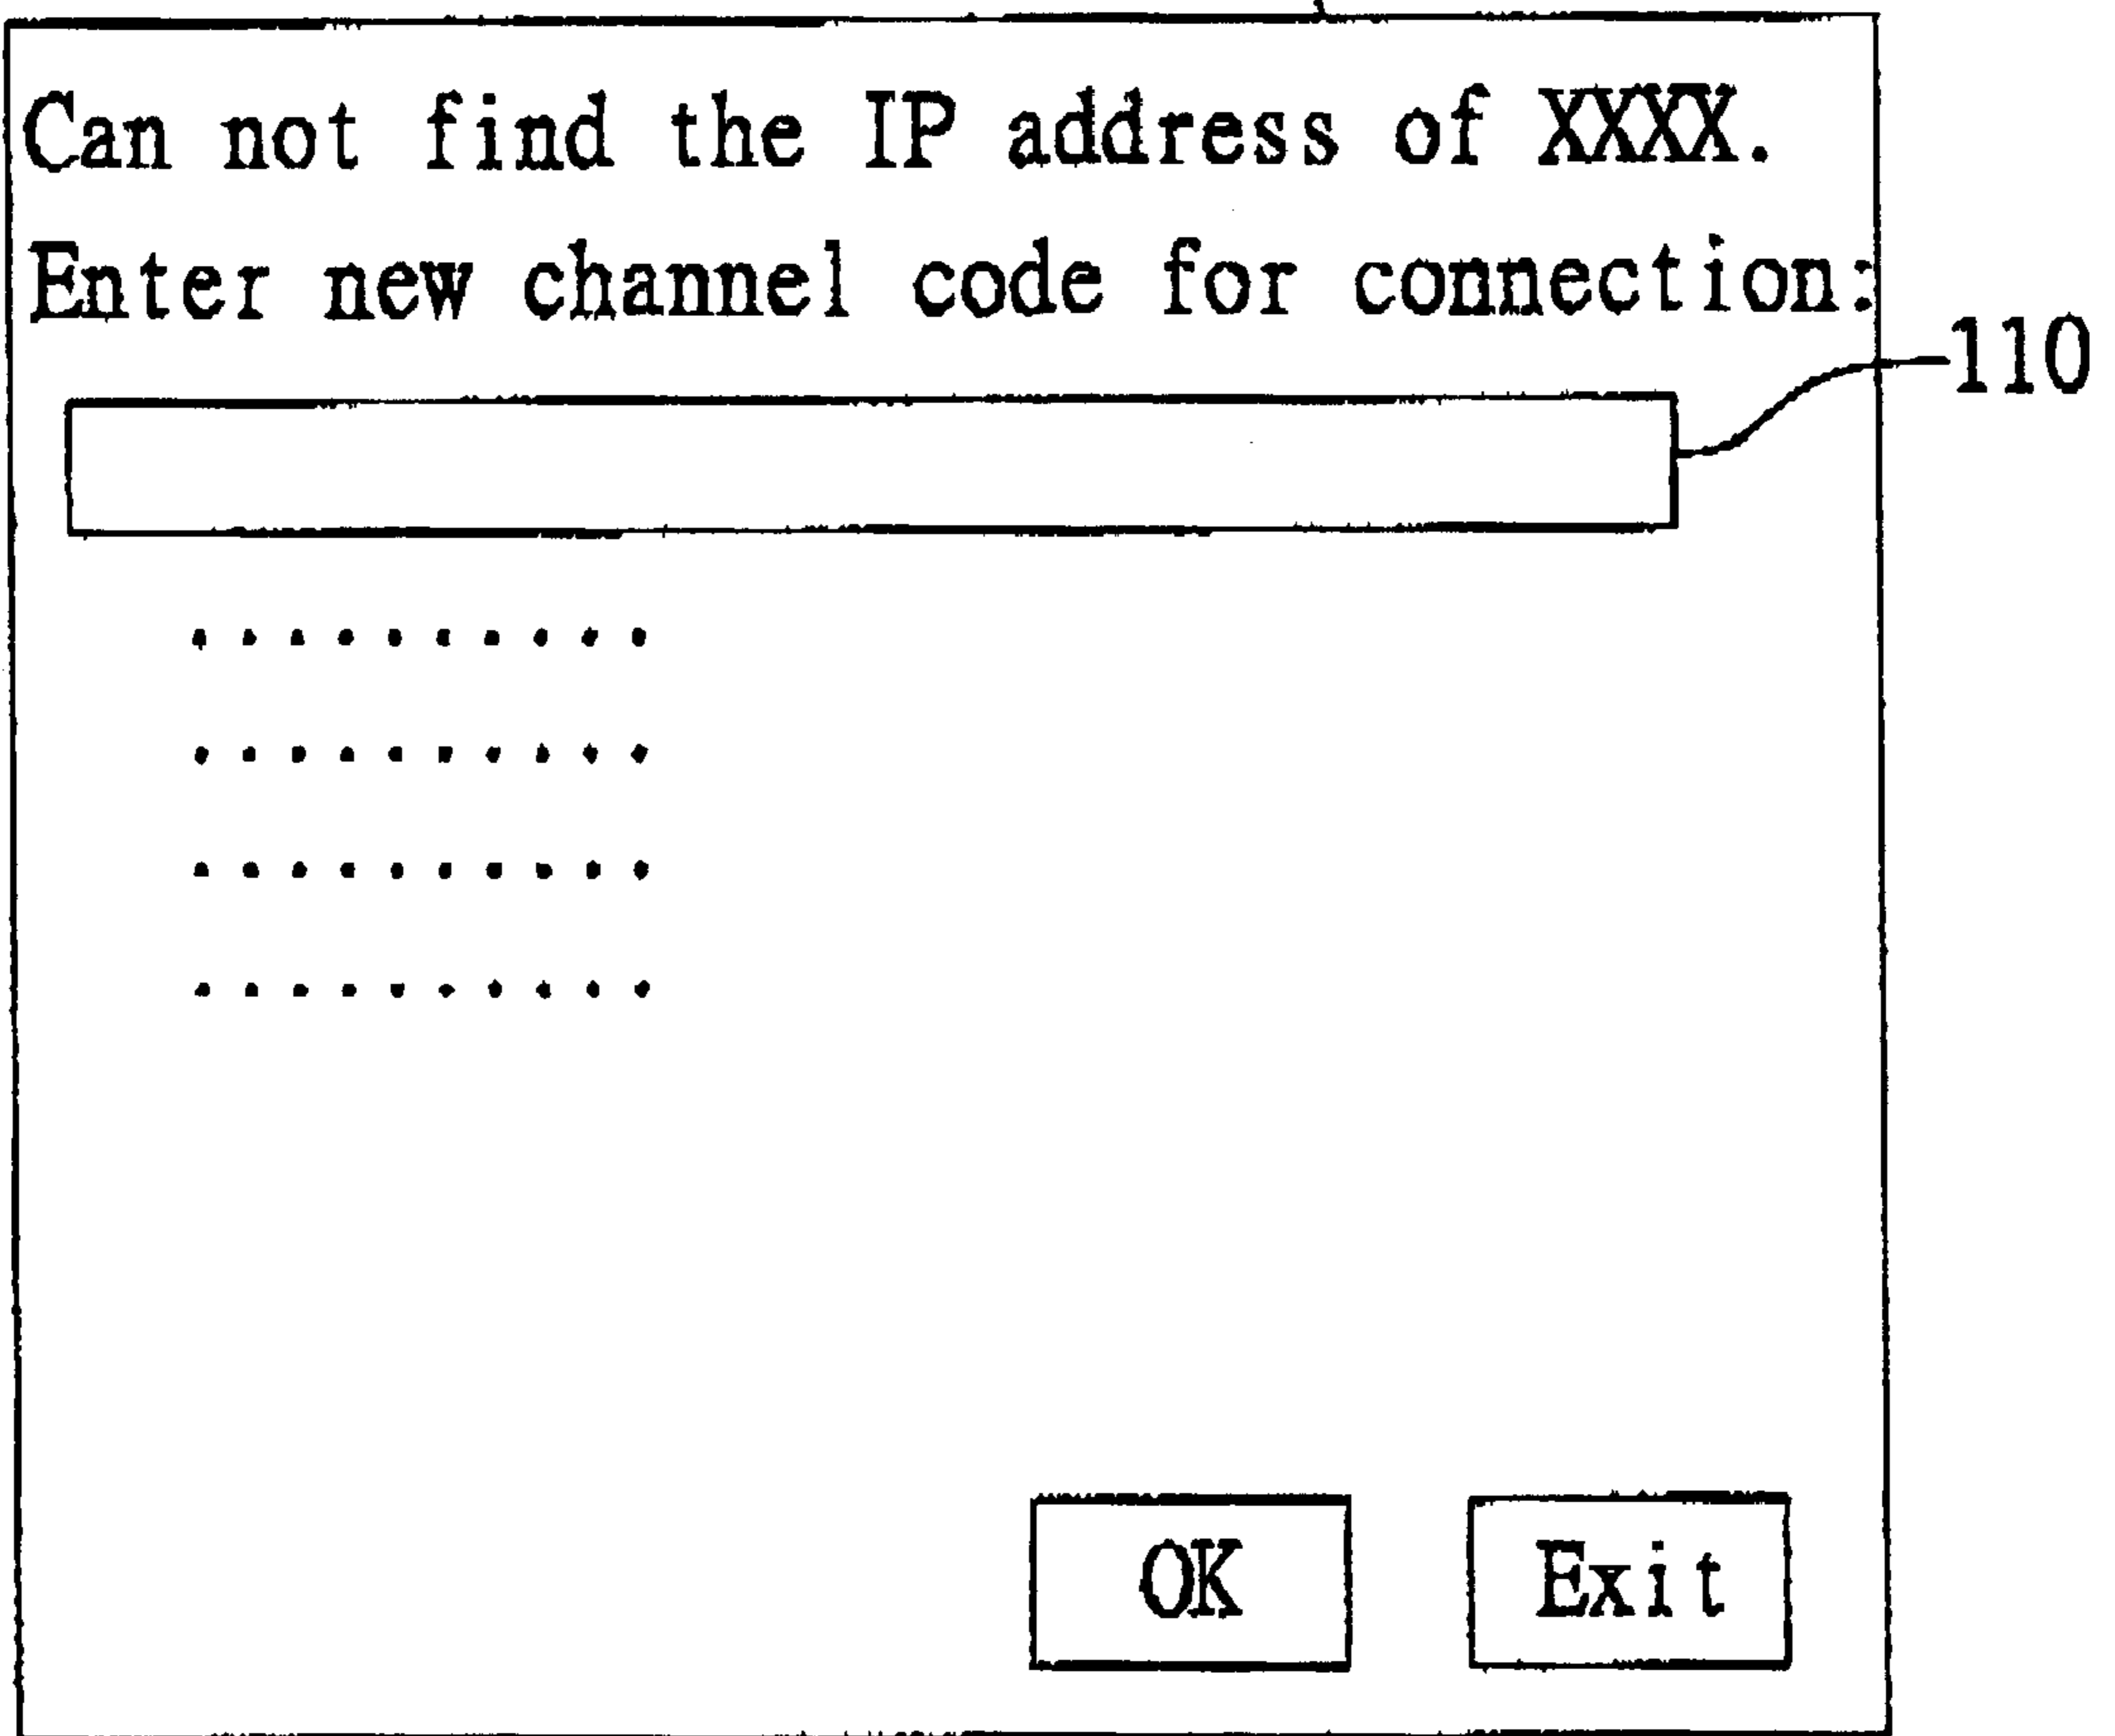 Can not find the IP address of XXXX.
Enter new channel code for connection:
110
..........
..........
..........
..........
OK Exit